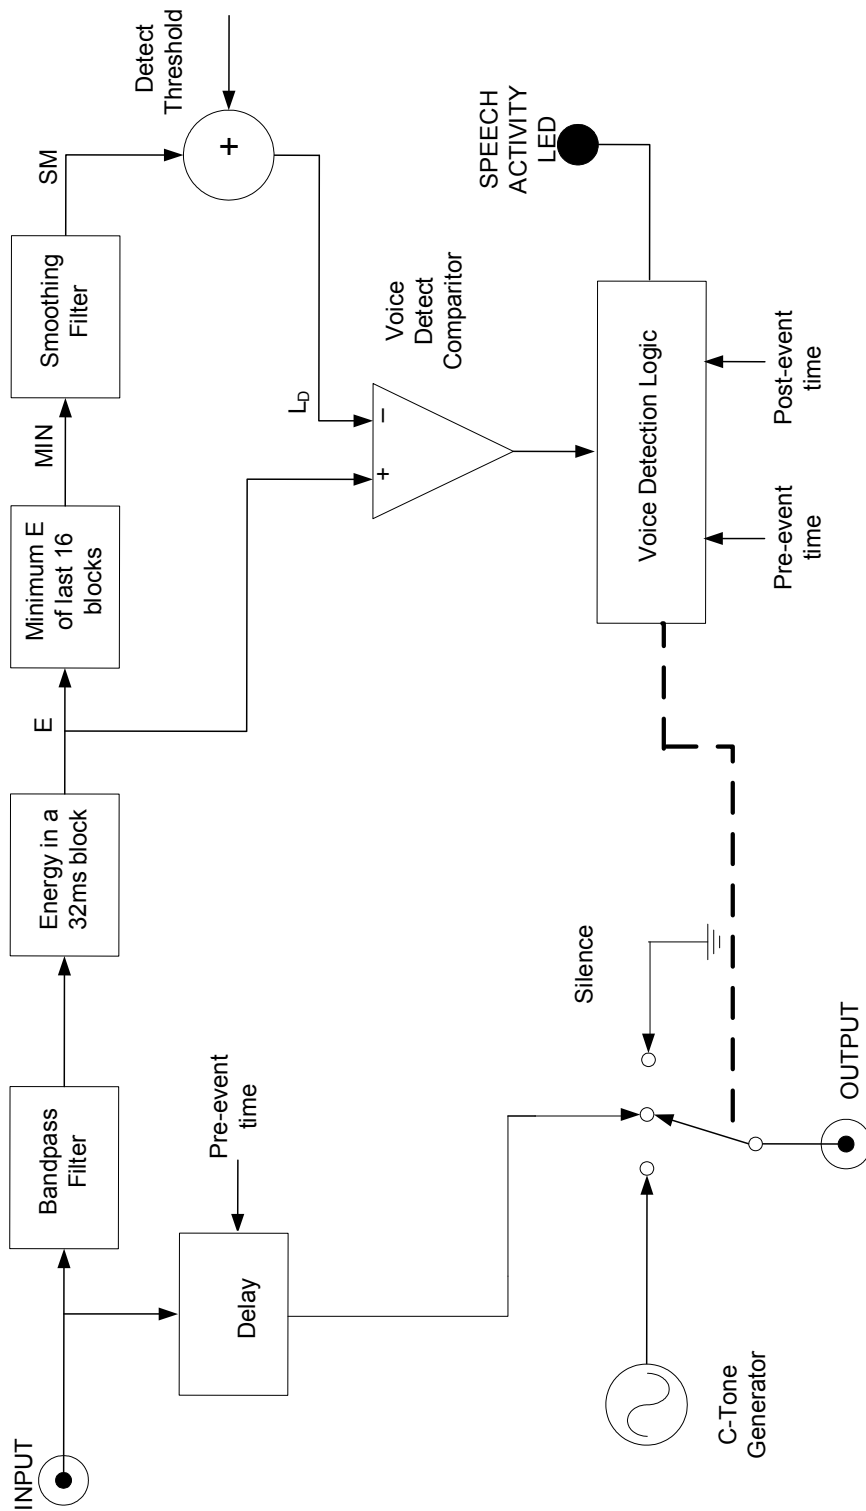 INPUT
Bandpass
Filter
Energy in a
32ms block
E
Minimum E
of last 16
blocks
MIN
Smoothing
Filter
SM
Detect
Threshold
+
Delay
Pre-event
time
L_D
+
–
Voice
Detect
Comparitor
SPEECH
ACTIVITY
LED
Voice Detection Logic
Pre-event
time
Post-event
time
Silence
C-Tone
Generator
OUTPUT